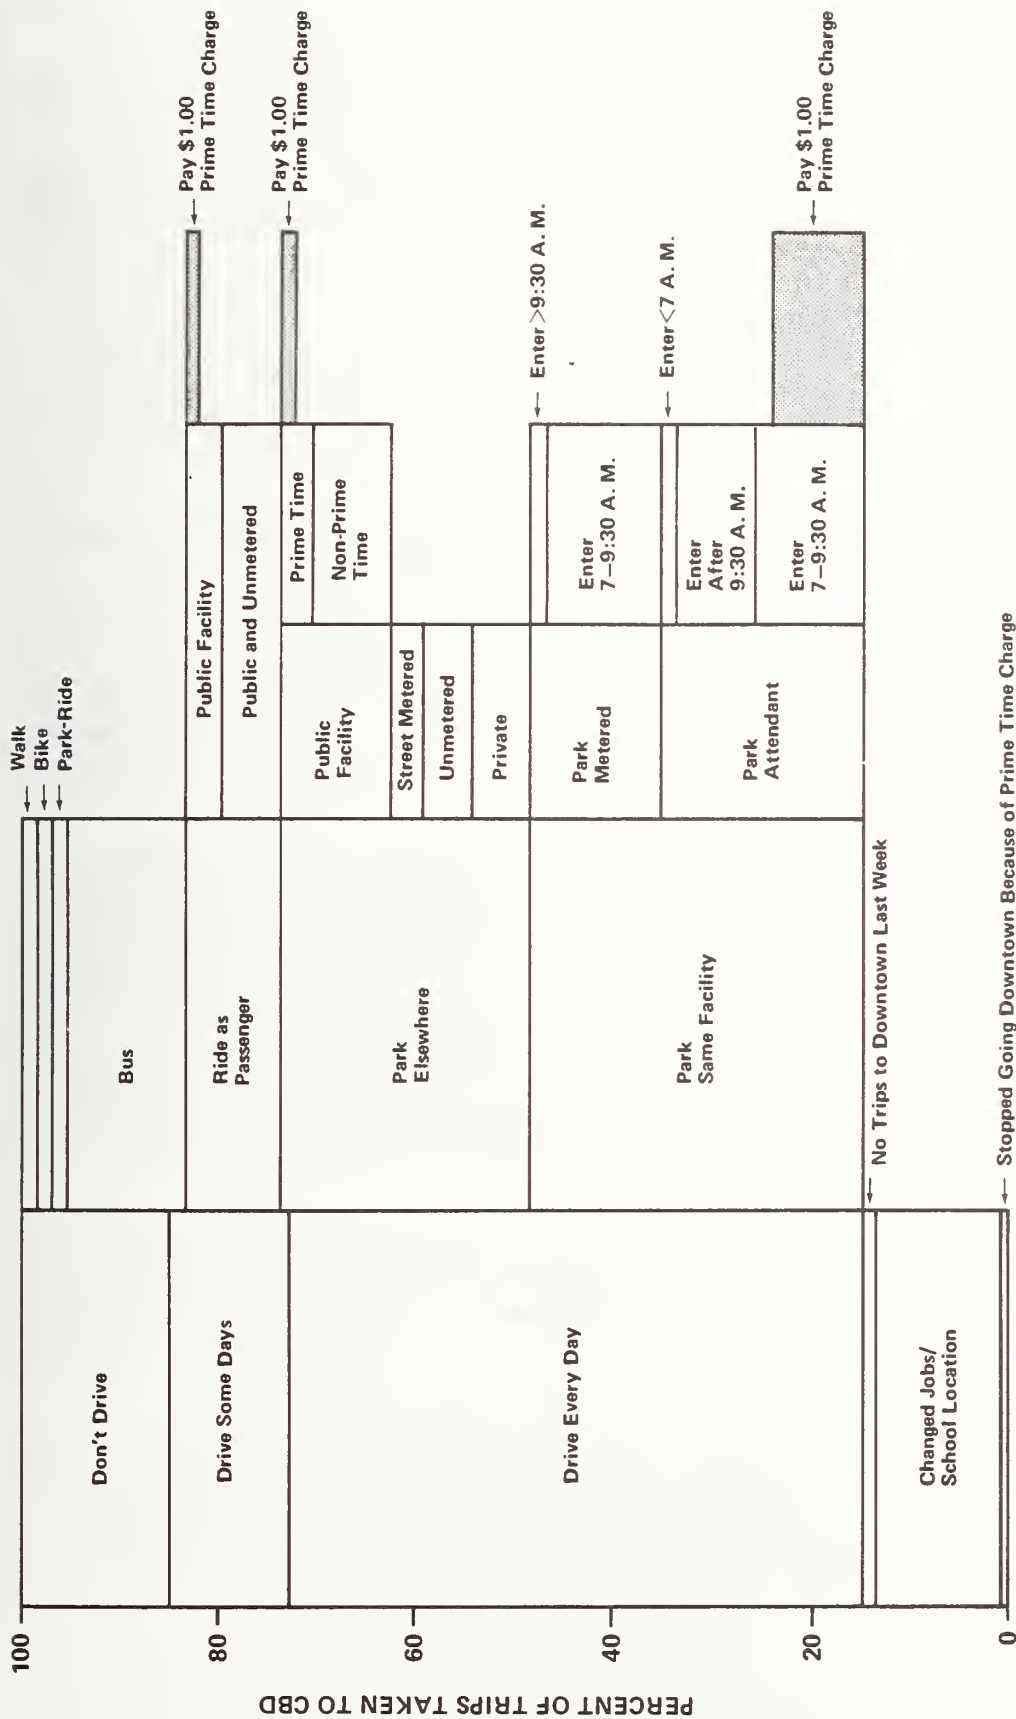 PERCENT OF TRIPS TAKEN TO CBD
100
80
60
40
20
0
Don't Drive
Drive Some Days
Drive Every Day
Changed Jobs/
School Location
Walk
Bike
Park-Ride
Bus
Ride as
Passenger
Park
Elsewhere
Park
Same Facility
No Trips to Downtown Last Week
Stopped Going Downtown Because of Prime Time Charge
Public Facility
Public and Unmetered
Public
Facility
Street Metered
Unmetered
Private
Park
Metered
Park
Attendant
Prime Time
Non-Prime
Time
Enter
7–9:30 A. M.
Enter
After
9:30 A. M.
Enter
7–9:30 A. M.
Pay $1.00
Prime Time Charge
Pay $1.00
Prime Time Charge
Enter >9:30 A. M.
Enter <7 A. M.
Pay $1.00
Prime Time Charge